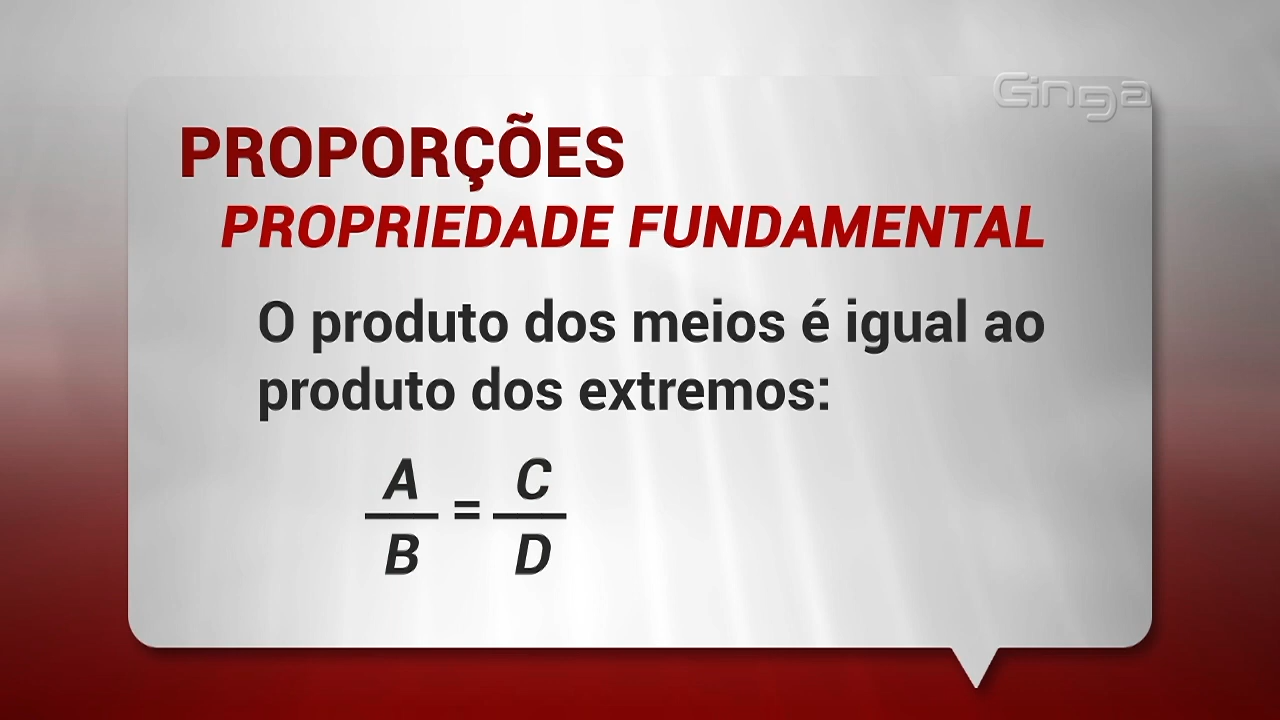 Ginga
PROPORÇÕES
PROPRIEDADE FUNDAMENTAL
O produto dos meios é igual ao
produto dos extremos:
A C
=
B D